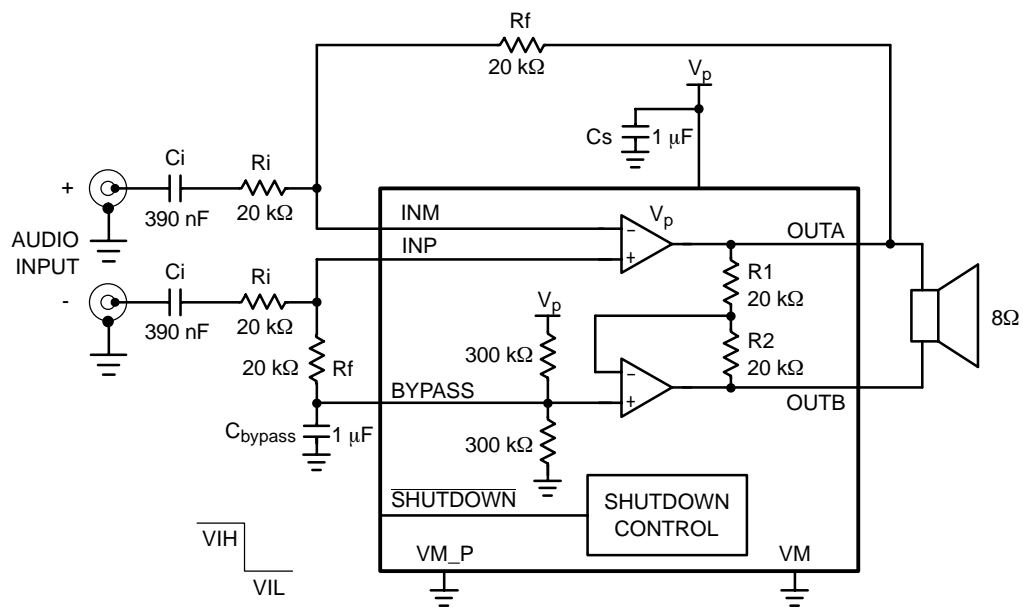 Rf
20 kΩ
Vp
Cs
1 μF
Ci
Ri
+
390 nF
20 kΩ
AUDIO
INPUT
INM
Vp
−
OUTA
INP
+
Ci
Ri
R1
20 kΩ
-
390 nF
20 kΩ
Vp
8Ω
20 kΩ
Rf
300 kΩ
R2
20 kΩ
−
BYPASS
+
OUTB
Cbypass
1 μF
300 kΩ
SHUTDOWN
SHUTDOWN
CONTROL
VIH
VIL
VM_P
VM